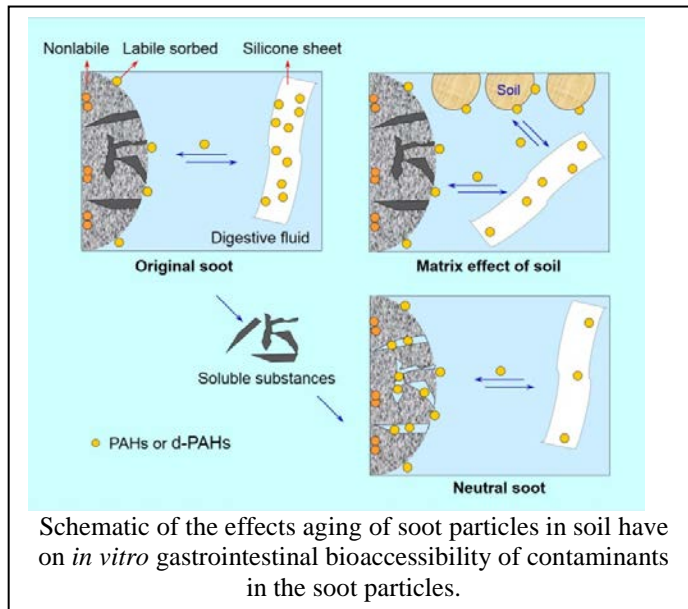 Nonlabile Labile sorbed Silicone sheet
Digestive fluid
Original soot
Soil
Matrix effect of soil
Soluble substances
PAHs or d-PAHs
Neutral soot
Schematic of the effects aging of soot particles in soil have
on in vitro gastrointestinal bioaccessibility of contaminants
in the soot particles.